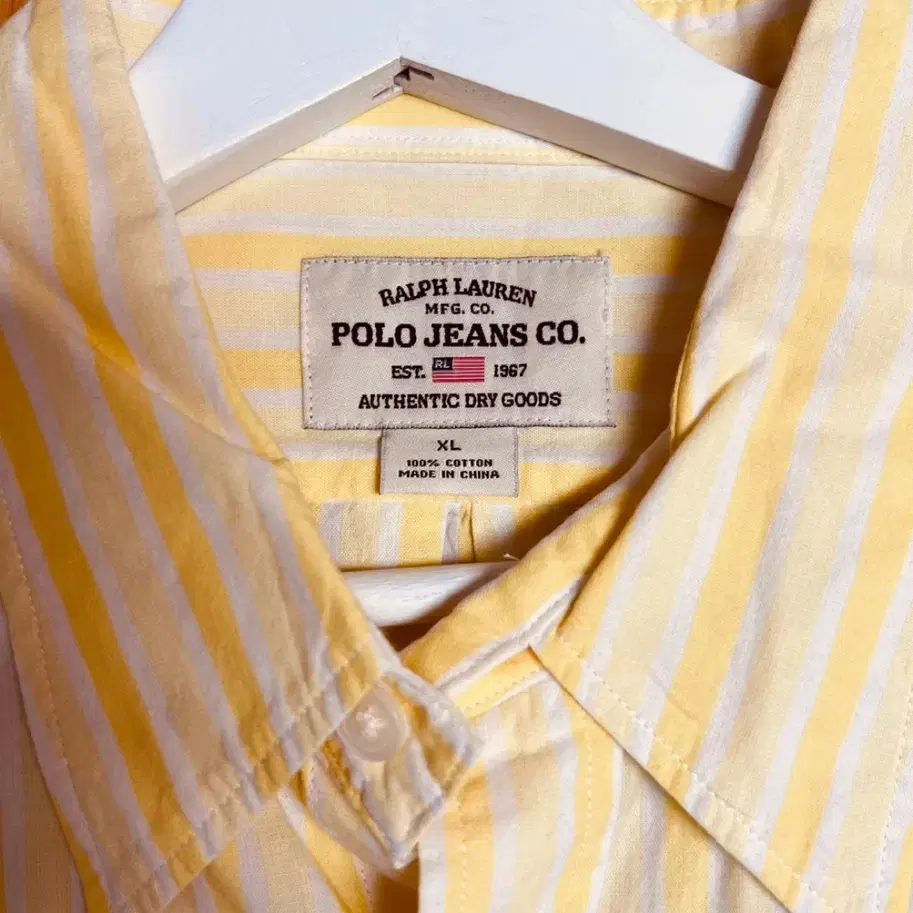 RALPH LAUREN
MFG. CO.
POLO JEANS CO.
EST. RL 1967
AUTHENTIC DRY GOODS
XL
100% COTTON
MADE IN CHINA